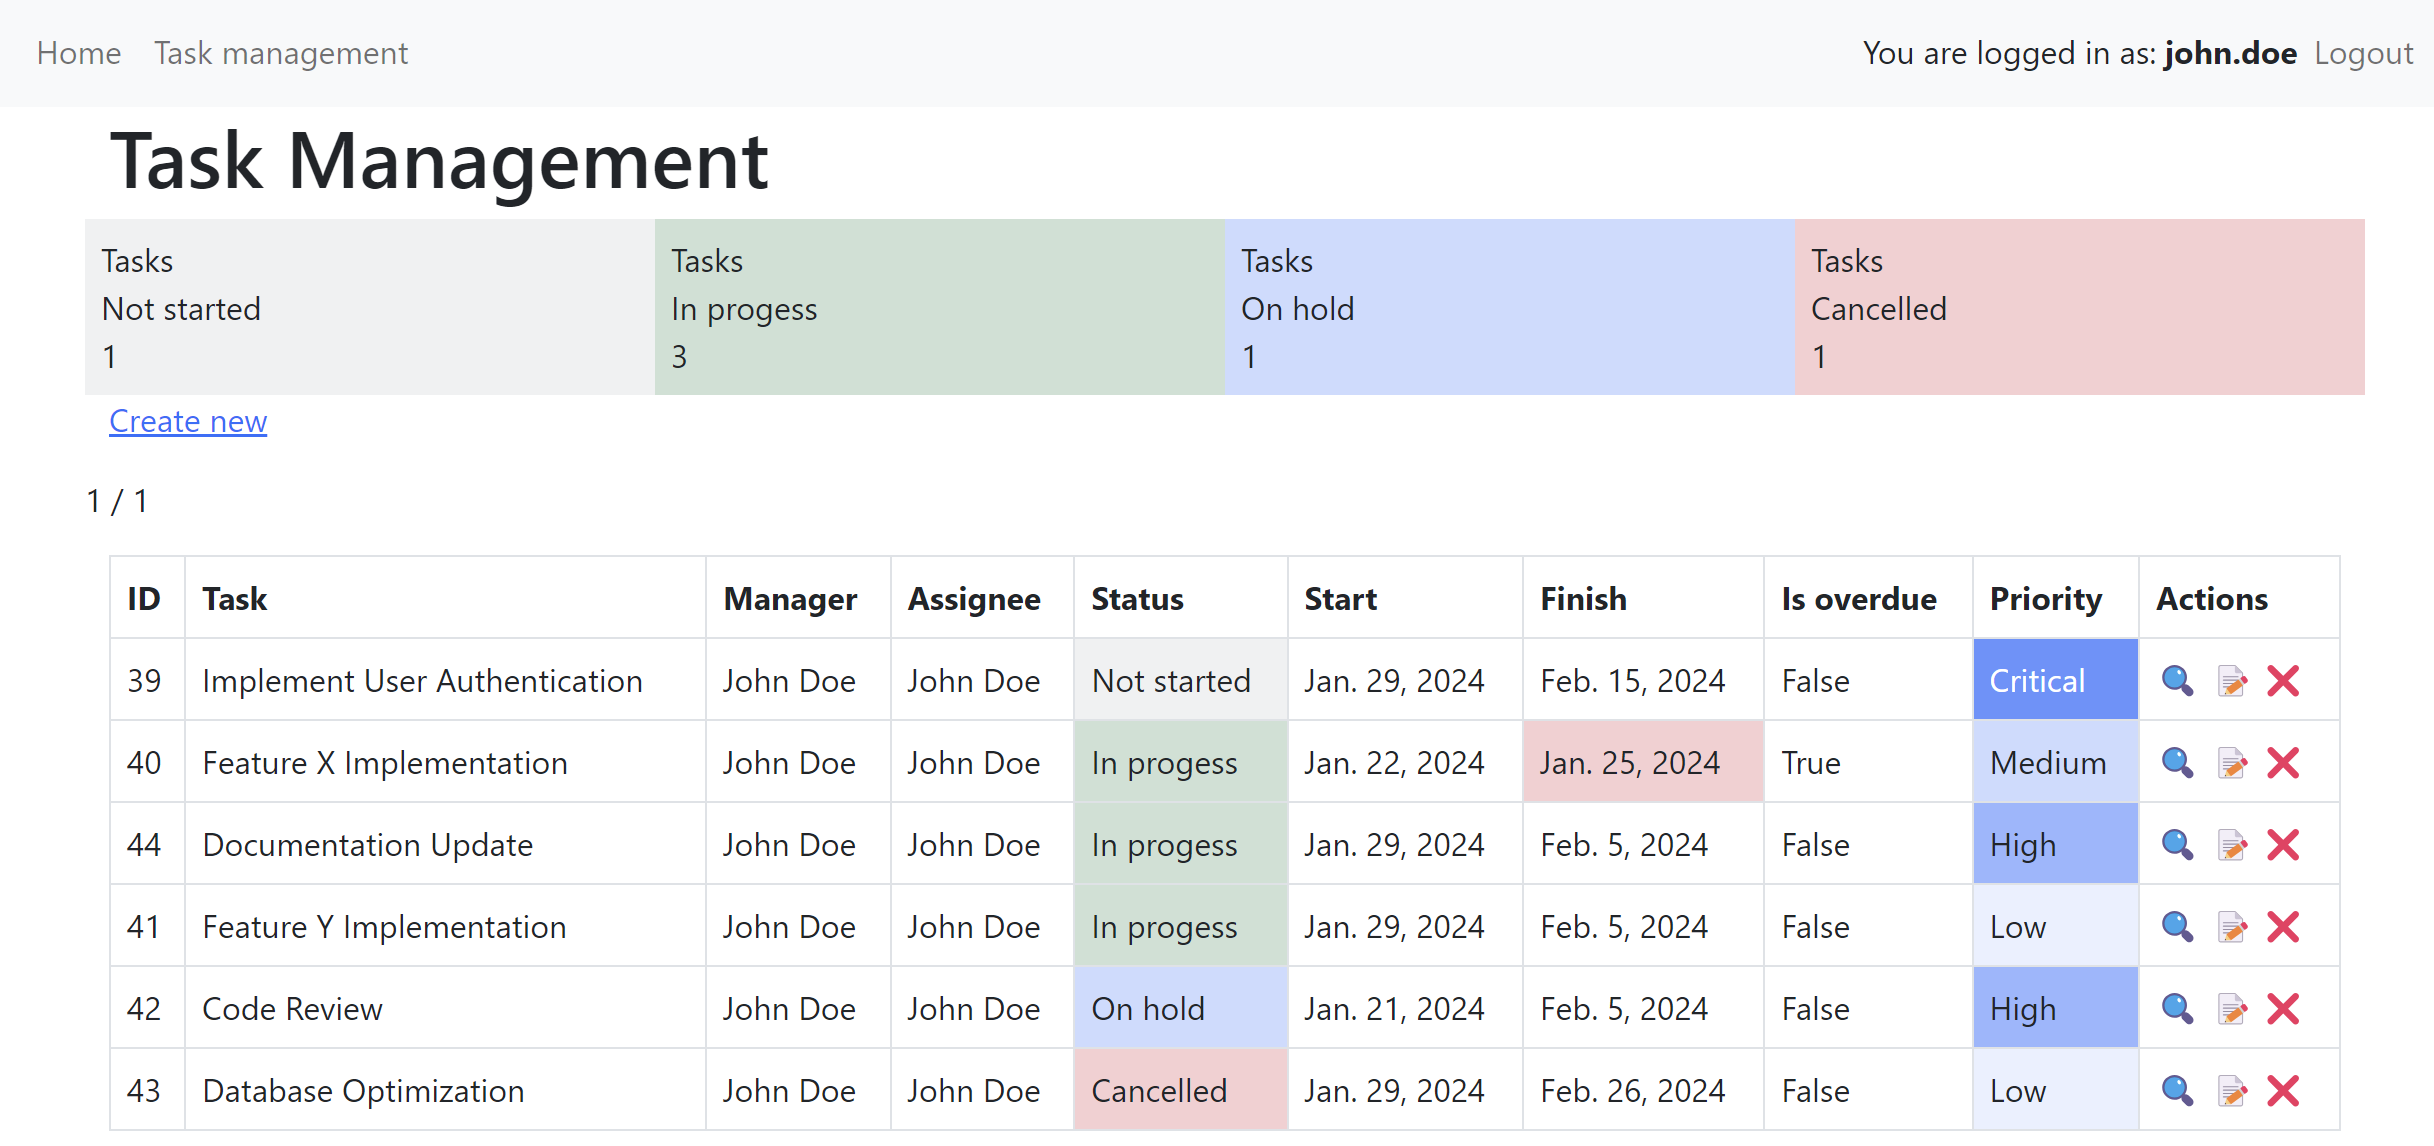 Home Task management You are logged in as: john.doe Logout
Task Management
Tasks
Not started
1
Tasks
In progess
3
Tasks
On hold
1
Tasks
Cancelled
1
Create new
1 / 1
ID Task Manager Assignee Status Start Finish Is overdue Priority Actions
39 Implement User Authentication John Doe John Doe Not started Jan. 29, 2024 Feb. 15, 2024 False Critical
40 Feature X Implementation John Doe John Doe In progess Jan. 22, 2024 Jan. 25, 2024 True Medium
44 Documentation Update John Doe John Doe In progess Jan. 29, 2024 Feb. 5, 2024 False High
41 Feature Y Implementation John Doe John Doe In progess Jan. 29, 2024 Feb. 5, 2024 False Low
42 Code Review John Doe John Doe On hold Jan. 21, 2024 Feb. 5, 2024 False High
43 Database Optimization John Doe John Doe Cancelled Jan. 29, 2024 Feb. 26, 2024 False Low